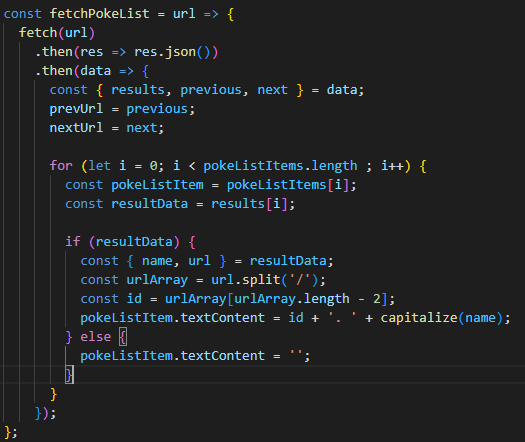 const fetchPokeList = url => {
  fetch(url)
    .then(res => res.json())
    .then(data => {
      const { results, previous, next } = data;
      prevUrl = previous;
      nextUrl = next;

      for (let i = 0; i < pokeListItems.length ; i++) {
        const pokeListItem = pokeListItems[i];
        const resultData = results[i];

        if (resultData) {
          const { name, url } = resultData;
          const urlArray = url.split('/');
          const id = urlArray[urlArray.length - 2];
          pokeListItem.textContent = id + '. ' + capitalize(name);
        } else {
          pokeListItem.textContent = '';
        }
      }
    });
};